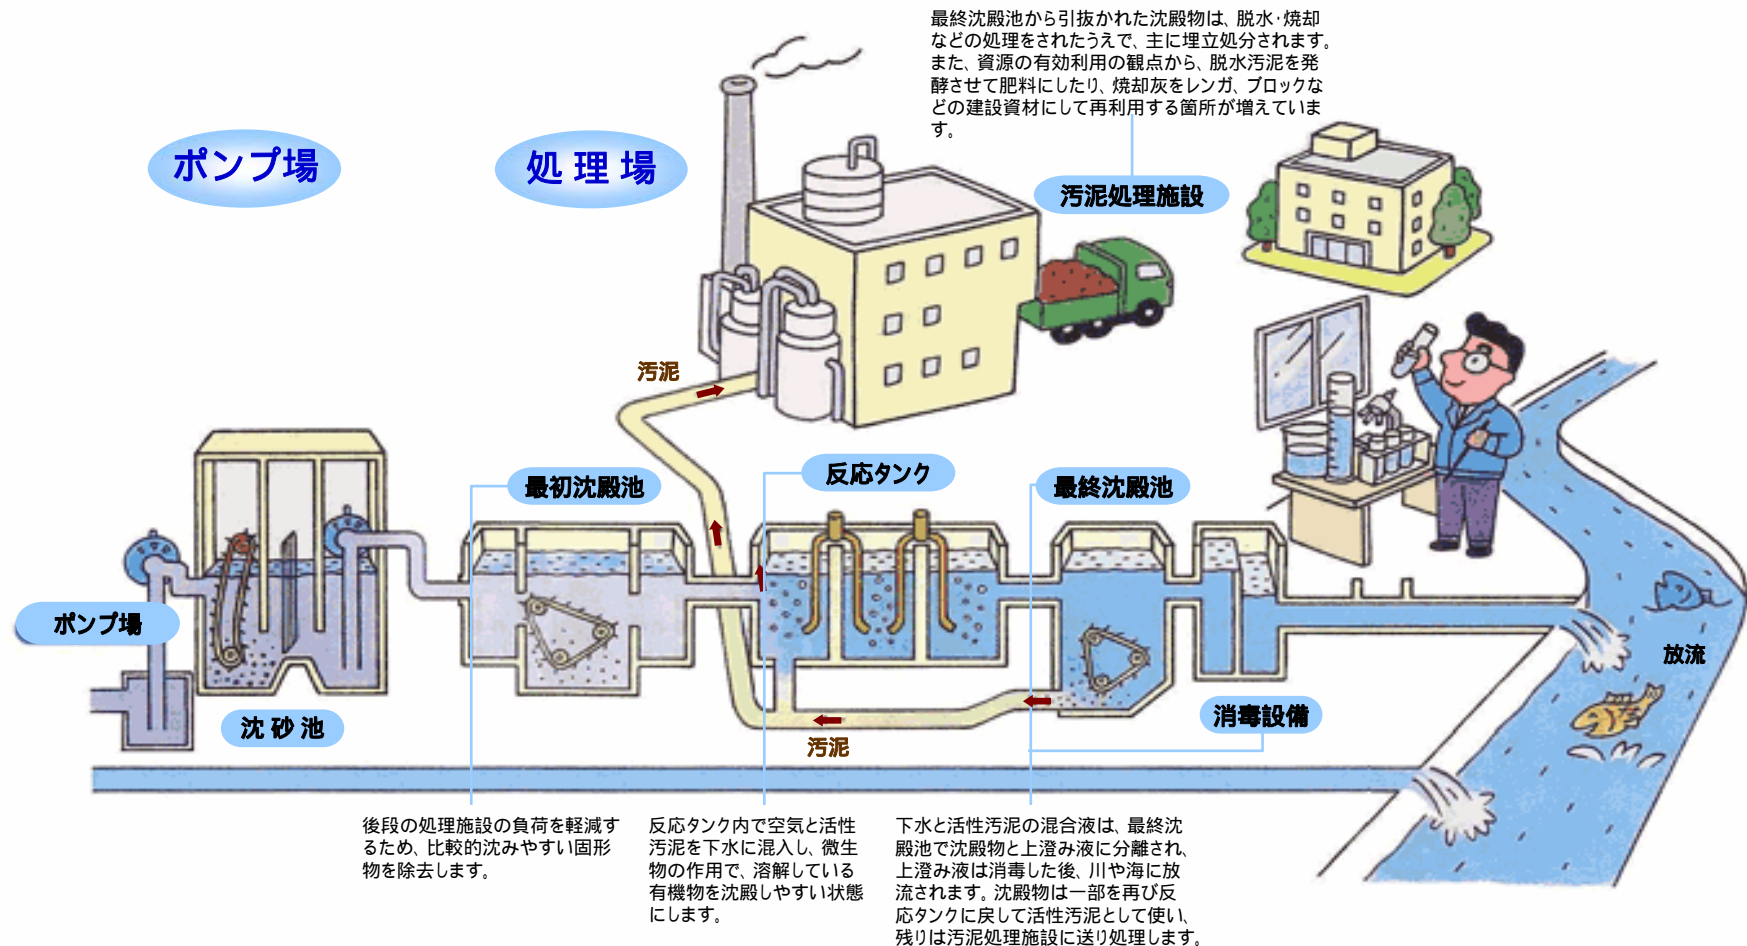 最終沈殿池から引抜かれた沈殿物は、脱水・焼却
などの処理をされたうえで、主に埋立処分されます。
また、資源の有効利用の観点から、脱水汚泥を発
酵させて肥料にしたり、焼却灰をレンガ、ブロックな
どの建設資材にして再利用する箇所が増えていま
す。
ポンプ場
処理場
汚泥処理施設
汚泥
最初沈殿池
反応タンク
最終沈殿池
ポンプ場
沈砂池
汚泥
消毒設備
放流
後段の処理施設の負荷を軽減す
るため、比較的沈みやすい固形
物を除去します。
反応タンク内で空気と活性
汚泥を下水に混入し、微生
物の作用で、溶解している
有機物を沈殿しやすい状態
にします。
下水と活性汚泥の混合液は、最終沈
殿池で沈殿物と上澄み液に分離され、
上澄み液は消毒した後、川や海に放
流されます。沈殿物は一部を再び反
応タンクに戻して活性汚泥として使い、
残りは汚泥処理施設に送り処理します。